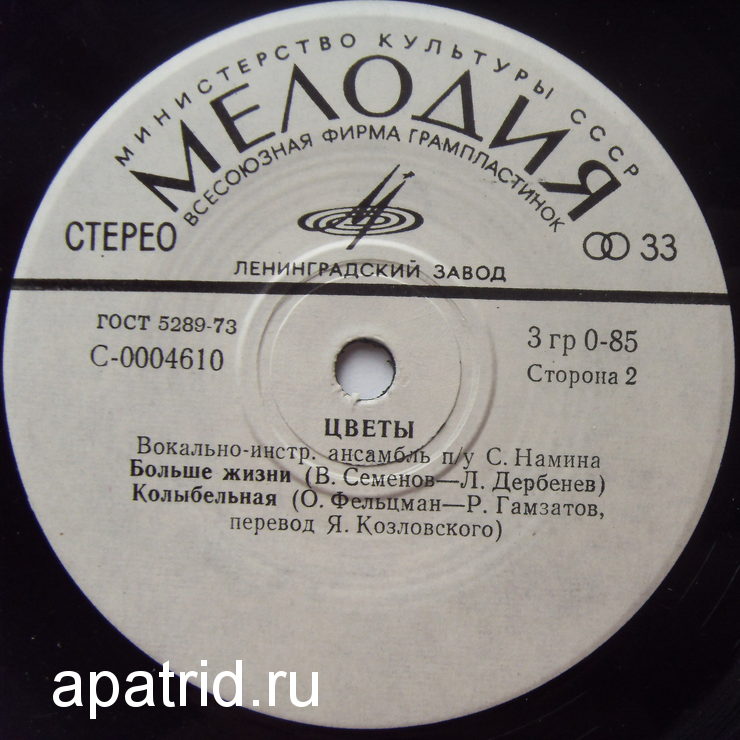 МИНИСТЕРСТВО КУЛЬТУРЫ СССР
МЕЛОДИЯ
ВСЕСОЮЗНАЯ ФИРМА ГРАМПЛАСТИНОК
СТЕРЕО
33
ЛЕНИНГРАДСКИЙ ЗАВОД
ГОСТ 5289-73
3 гр 0-85
С-0004610
Сторона 2
ЦВЕТЫ
Вокально-инстр. ансамбль п/у С. Намина
Больше жизни (В. Семенов—Л. Дербенев)
Колыбельная (О. Фельцман—Р. Гамзатов,
перевод Я. Козловского)
apatrid.ru